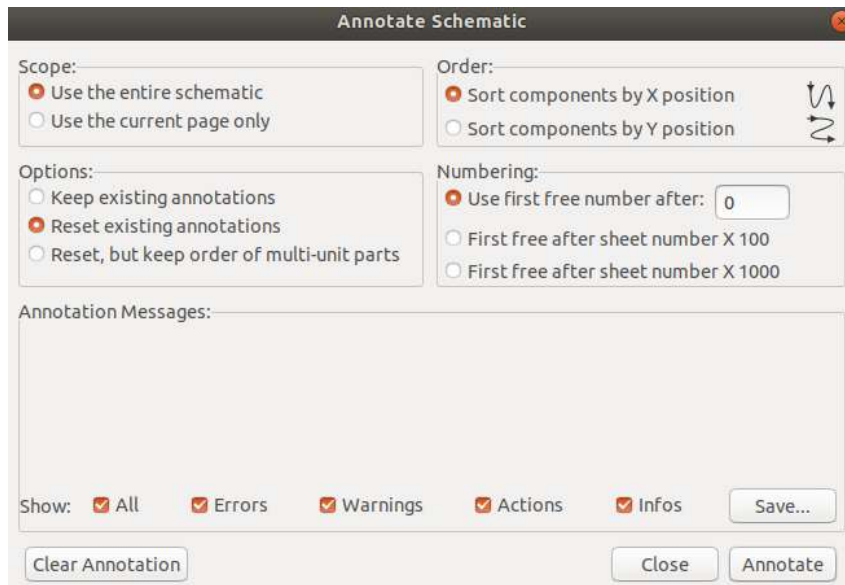 Annotate Schematic
Scope:
Use the entire schematic
Use the current page only
Order:
Sort components by X position
Sort components by Y position
Options:
Keep existing annotations
Reset existing annotations
Reset, but keep order of multi-unit parts
Numbering:
Use first free number after: 0
First free after sheet number X 100
First free after sheet number X 1000
Annotation Messages:
Show: All Errors Warnings Actions Infos Save...
Clear Annotation Close Annotate